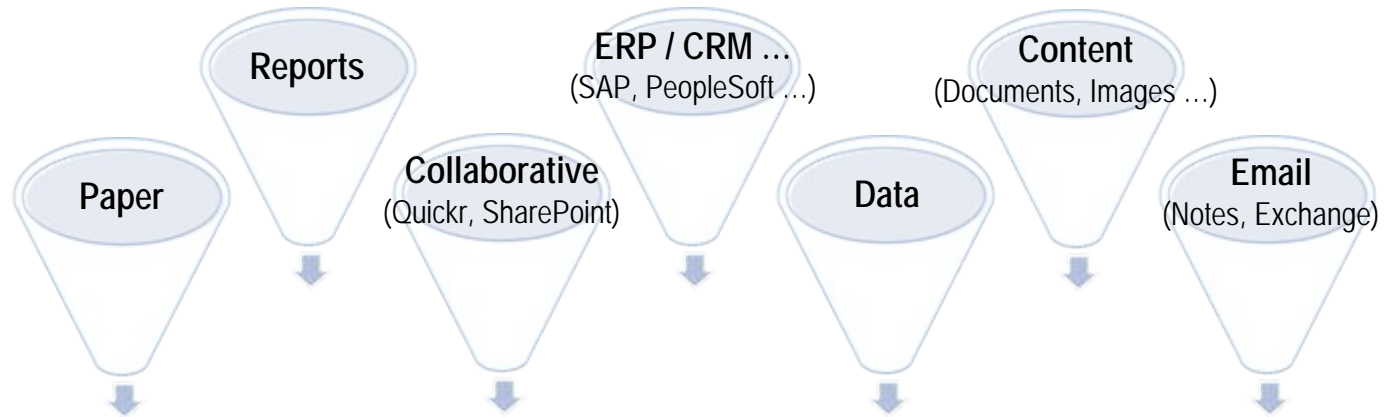 Reports
ERP / CRM ...
(SAP, PeopleSoft ...)
Content
(Documents, Images ...)
Paper
Collaborative
(Quickr, SharePoint)
Data
Email
(Notes, Exchange)